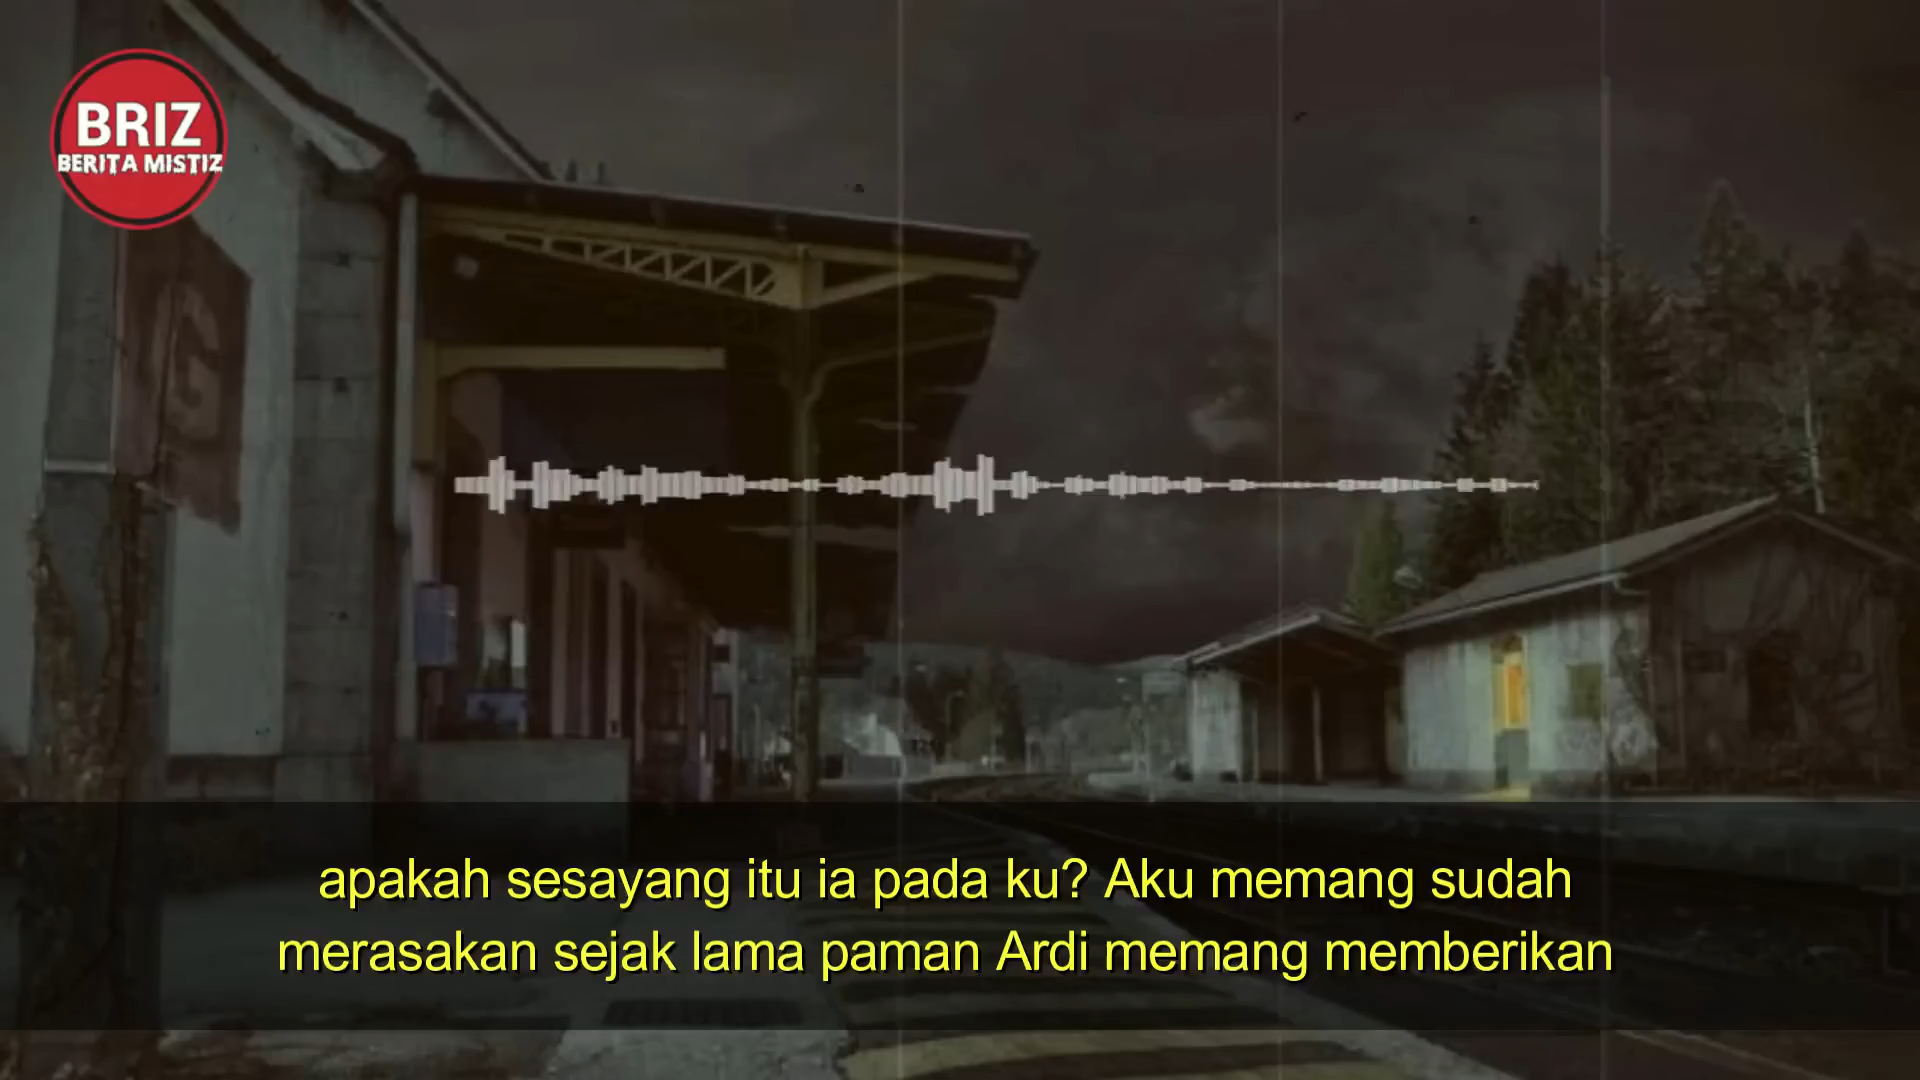 BRIZ
BERITA MISTIZ
G
apakah sesayang itu ia pada ku? Aku memang sudah
merasakan sejak lama paman Ardi memang memberikan